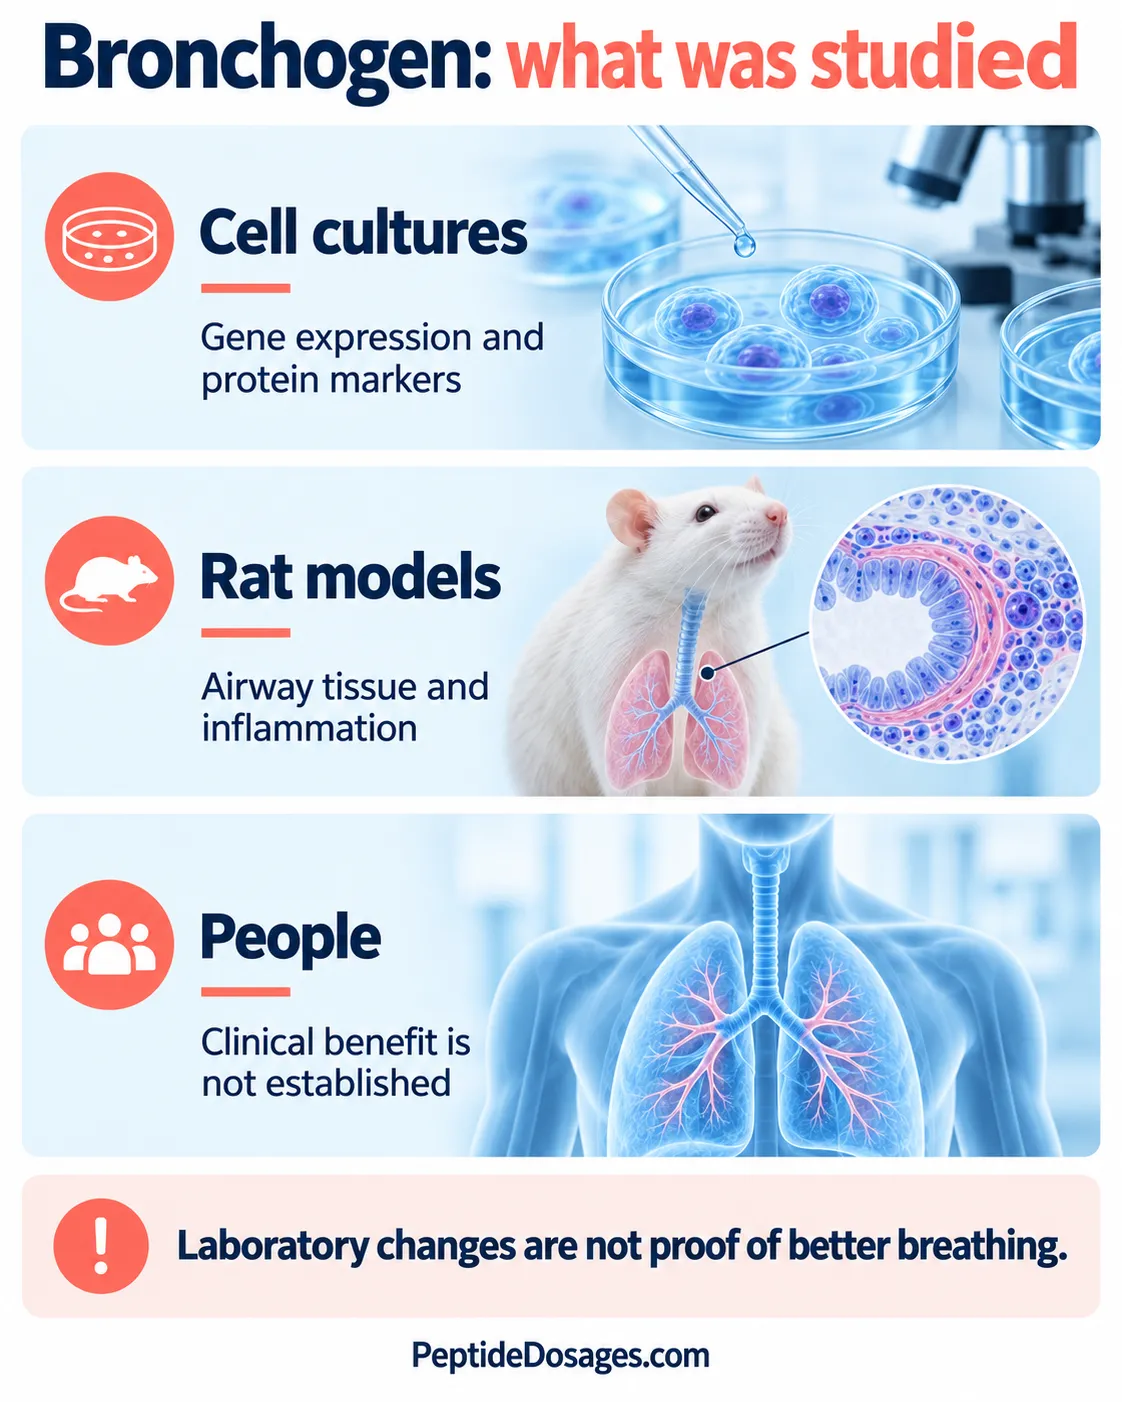 Bronchogen: what was studied
Cell cultures
Gene expression and
protein markers
Rat models
Airway tissue and
inflammation
People
Clinical benefit is
not established
Laboratory changes are not proof of better breathing.
PeptideDosages.com